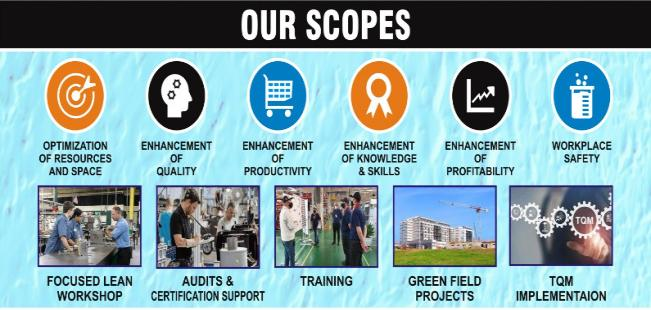 OUR SCOPES
OPTIMIZATION
OF RESOURCES
AND SPACE
ENHANCEMENT
OF
QUALITY
ENHANCEMENT
OF
PRODUCTIVITY
ENHANCEMENT
OF KNOWLEDGE
& SKILLS
ENHANCEMENT
OF
PROFITABILITY
WORKPLACE
SAFETY
TQM
FOCUSED LEAN
WORKSHOP
AUDITS &
CERTIFICATION SUPPORT
TRAINING
GREEN FIELD
PROJECTS
TQM
IMPLEMENTAION